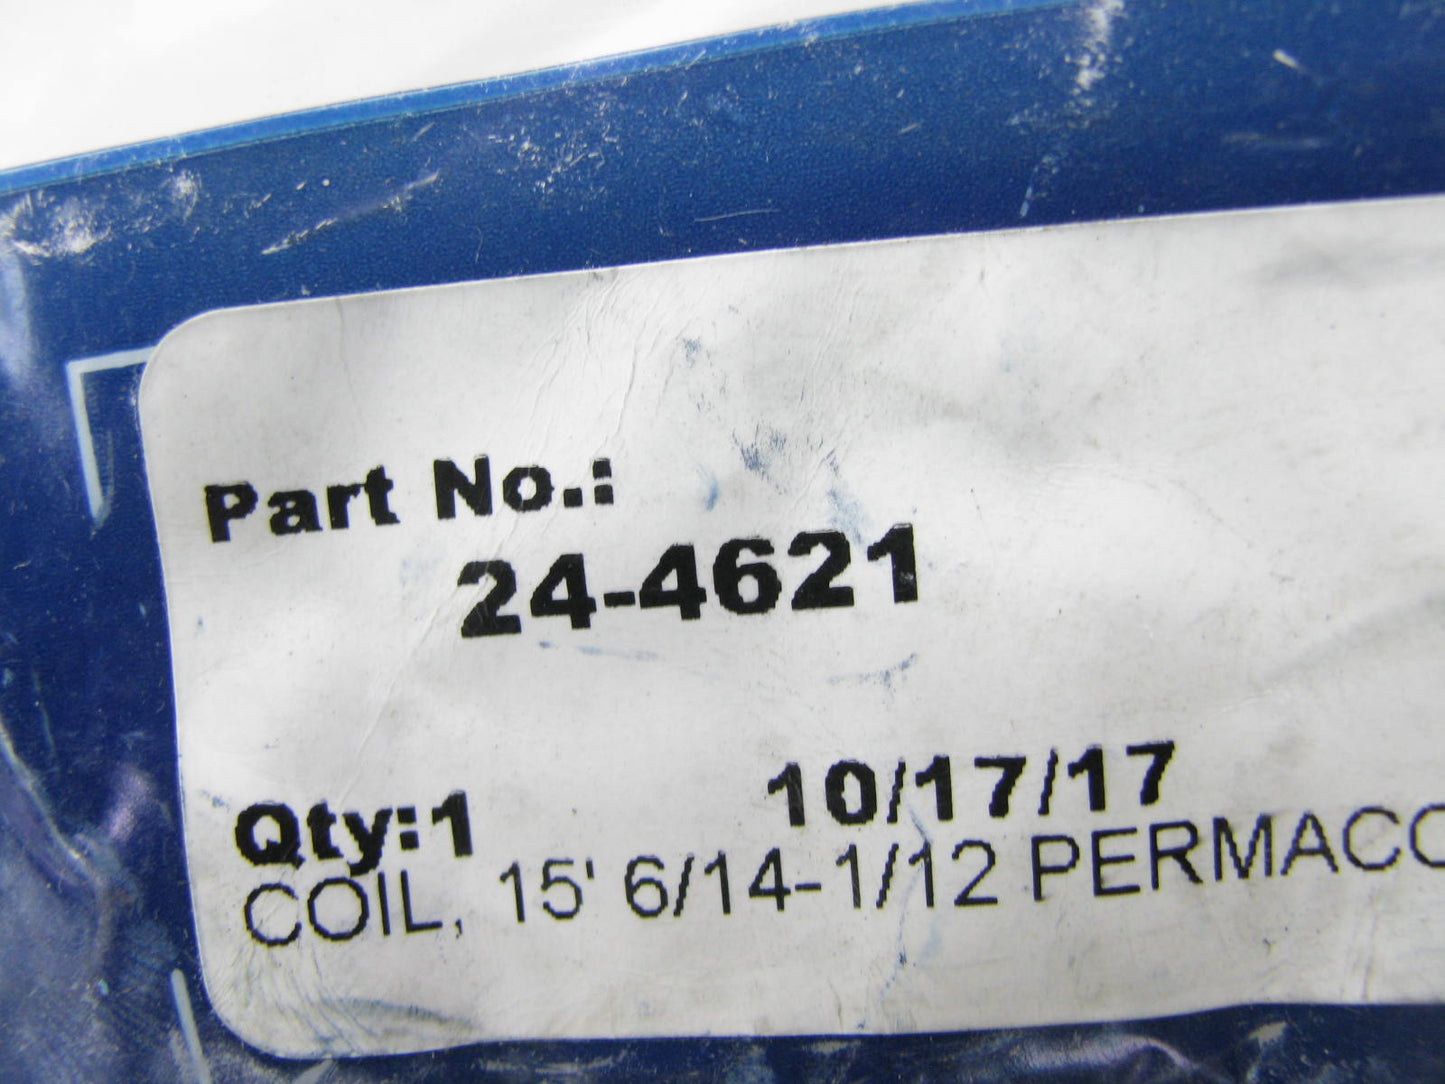 Part No.:
24-4621
Qty:1 10/17/17
COIL, 15' 6/14-1/12 PERMACO